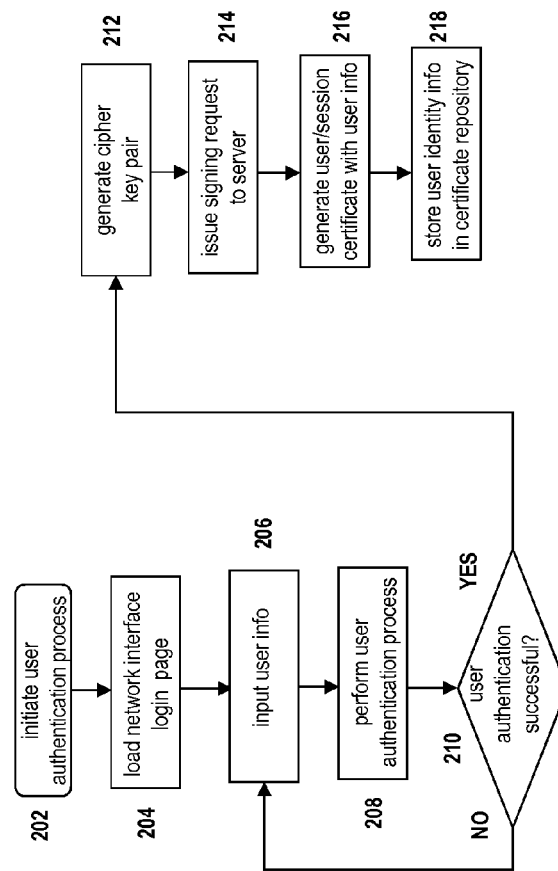 202
initiate user
authentication process
204
load network interface
login page
206
input user info
208
perform user
authentication process
210
user
authentication
successful?
NO
YES
212
generate cipher
key pair
214
issue signing request
to server
216
generate user/session
certificate with user info
218
store user identity info
in certificate repository